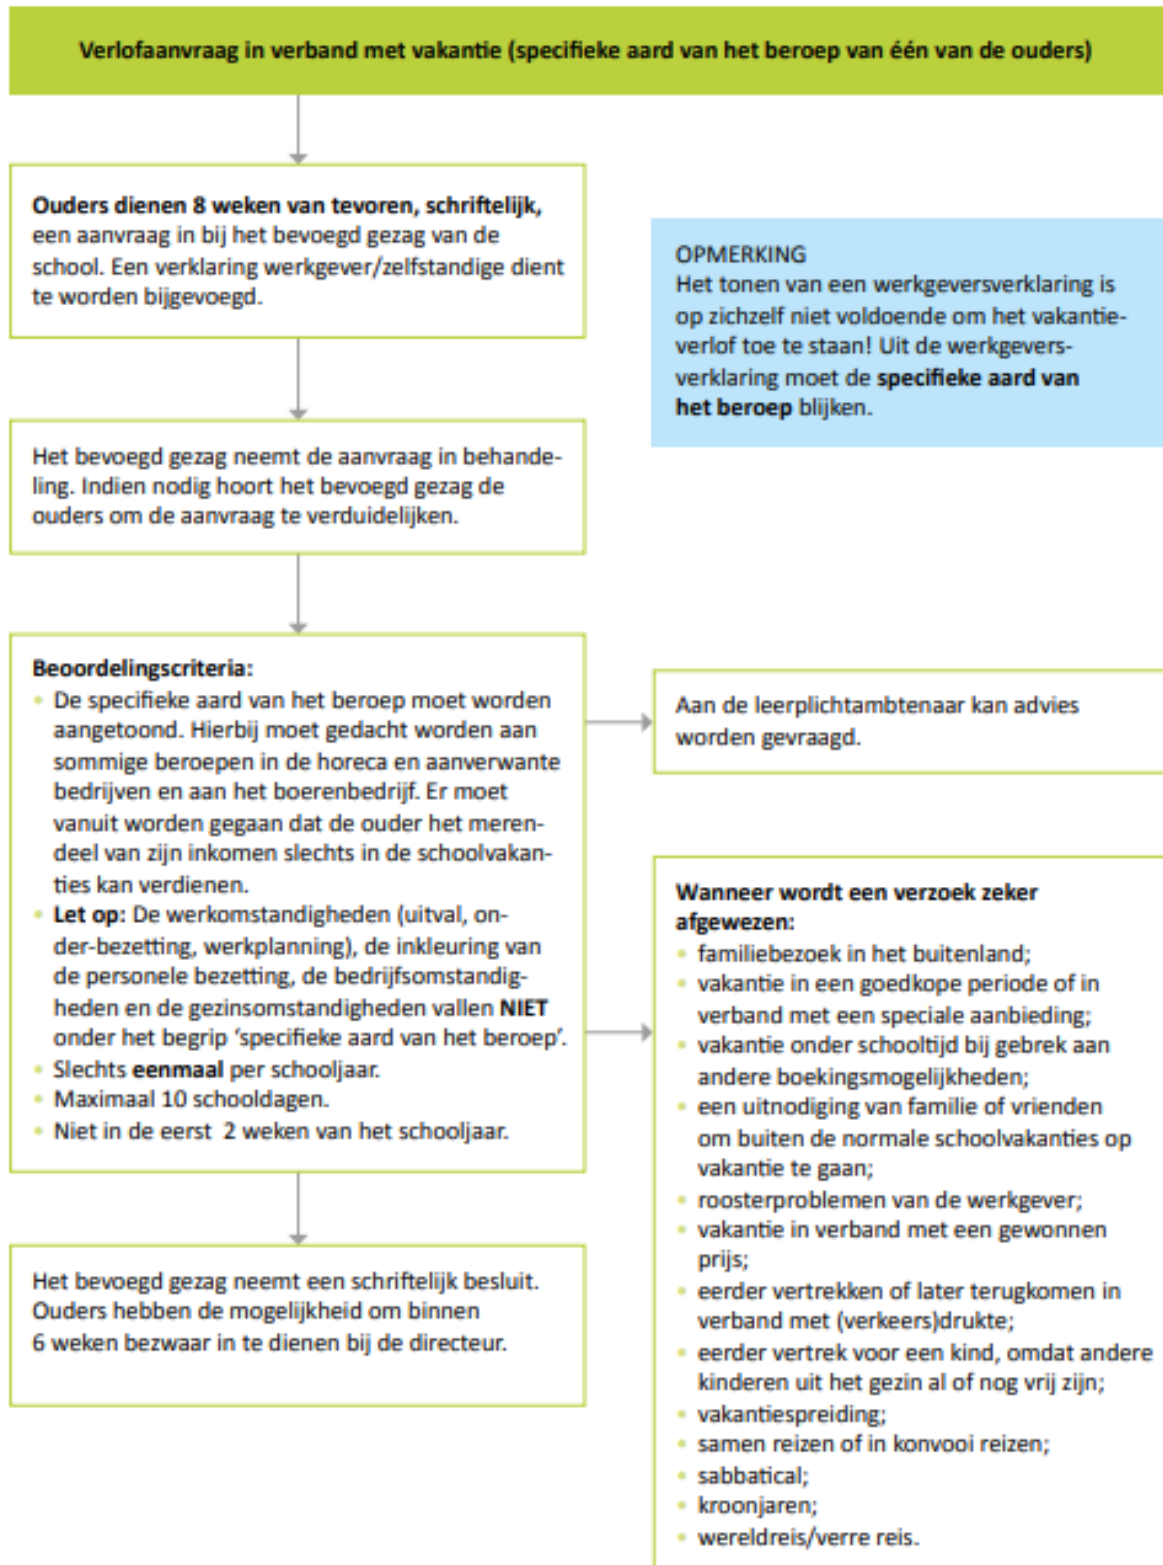 Verlofaanvraag in verband met vakantie (specifieke aard van het beroep van één van de ouders)
Ouders dienen 8 weken van tevoren, schriftelijk,
een aanvraag in bij het bevoegd gezag van de
school. Een verklaring werkgever/zelfstandige dient
te worden bijgevoegd.
OPMERKING
Het tonen van een werkgeversverklaring is
op zichzelf niet voldoende om het vakantie-
verlof toe te staan! Uit de werkgevers-
verklaring moet de specifieke aard van
het beroep blijken.
Het bevoegd gezag neemt de aanvraag in behande-
ling. Indien nodig hoort het bevoegd gezag de
ouders om de aanvraag te verduidelijken.
Beoordelingscriteria:
• De specifieke aard van het beroep moet worden
aangetoond. Hierbij moet gedacht worden aan
sommige beroepen in de horeca en aanverwante
bedrijven en aan het boerenbedrijf. Er moet
vanuit worden gegaan dat de ouder het meren-
deel van zijn inkomen slechts in de schoolvakan-
ties kan verdienen.
• Let op: De werkomstandigheden (uitval, on-
der-bezetting, werkplanning), de inkleuring van
de personele bezetting, de bedrijfsomstandig-
heden en de gezinsomstandigheden vallen NIET
onder het begrip ‘specifieke aard van het beroep’.
• Slechts eenmaal per schooljaar.
• Maximaal 10 schooldagen.
• Niet in de eerst 2 weken van het schooljaar.
Aan de leerplichtambtenaar kan advies
worden gevraagd.
Wanneer wordt een verzoek zeker
afgewezen:
• familiebezoek in het buitenland;
• vakantie in een goedkope periode of in
verband met een speciale aanbieding;
• vakantie onder schooltijd bij gebrek aan
andere boekingsmogelijkheden;
• een uitnodiging van familie of vrienden
om buiten de normale schoolvakanties op
vakantie te gaan;
• roosterproblemen van de werkgever;
• vakantie in verband met een gewonnen
prijs;
• eerder vertrekken of later terugkomen in
verband met (verkeers)drukte;
• eerder vertrek voor een kind, omdat andere
kinderen uit het gezin al of nog vrij zijn;
• vakantiespreiding;
• samen reizen of in konvooi reizen;
• sabbatical;
• kroonjaren;
• wereldreis/verre reis.
Het bevoegd gezag neemt een schriftelijk besluit.
Ouders hebben de mogelijkheid om binnen
6 weken bezwaar in te dienen bij de directeur.